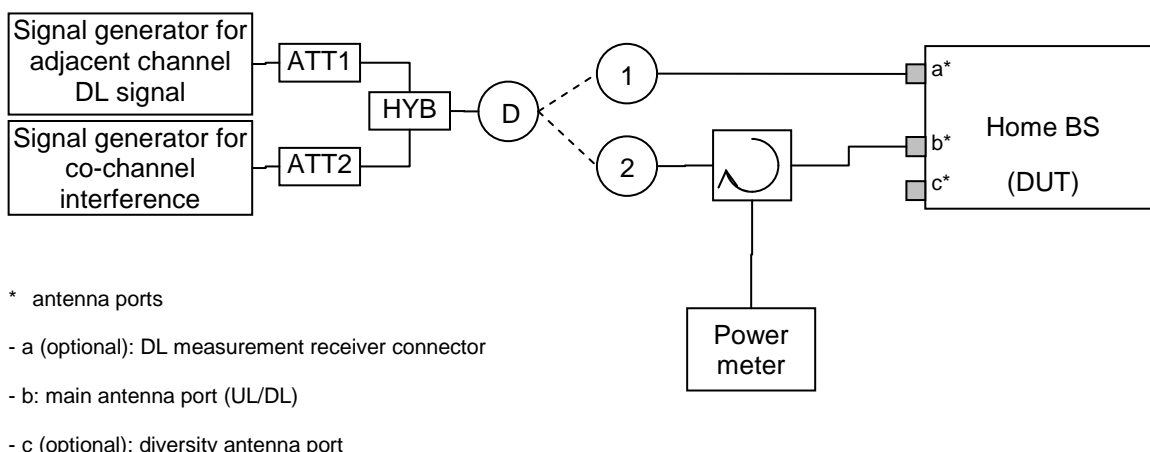 Signal generator for
adjacent channel
DL signal
ATT1
HYB
D
1
2
Signal generator for
co-channel
interference
ATT2
a*
b*
c*
Home BS
(DUT)
Power
meter
* antenna ports
- a (optional): DL measurement receiver connector
- b: main antenna port (UL/DL)
- c (optional): diversity antenna port